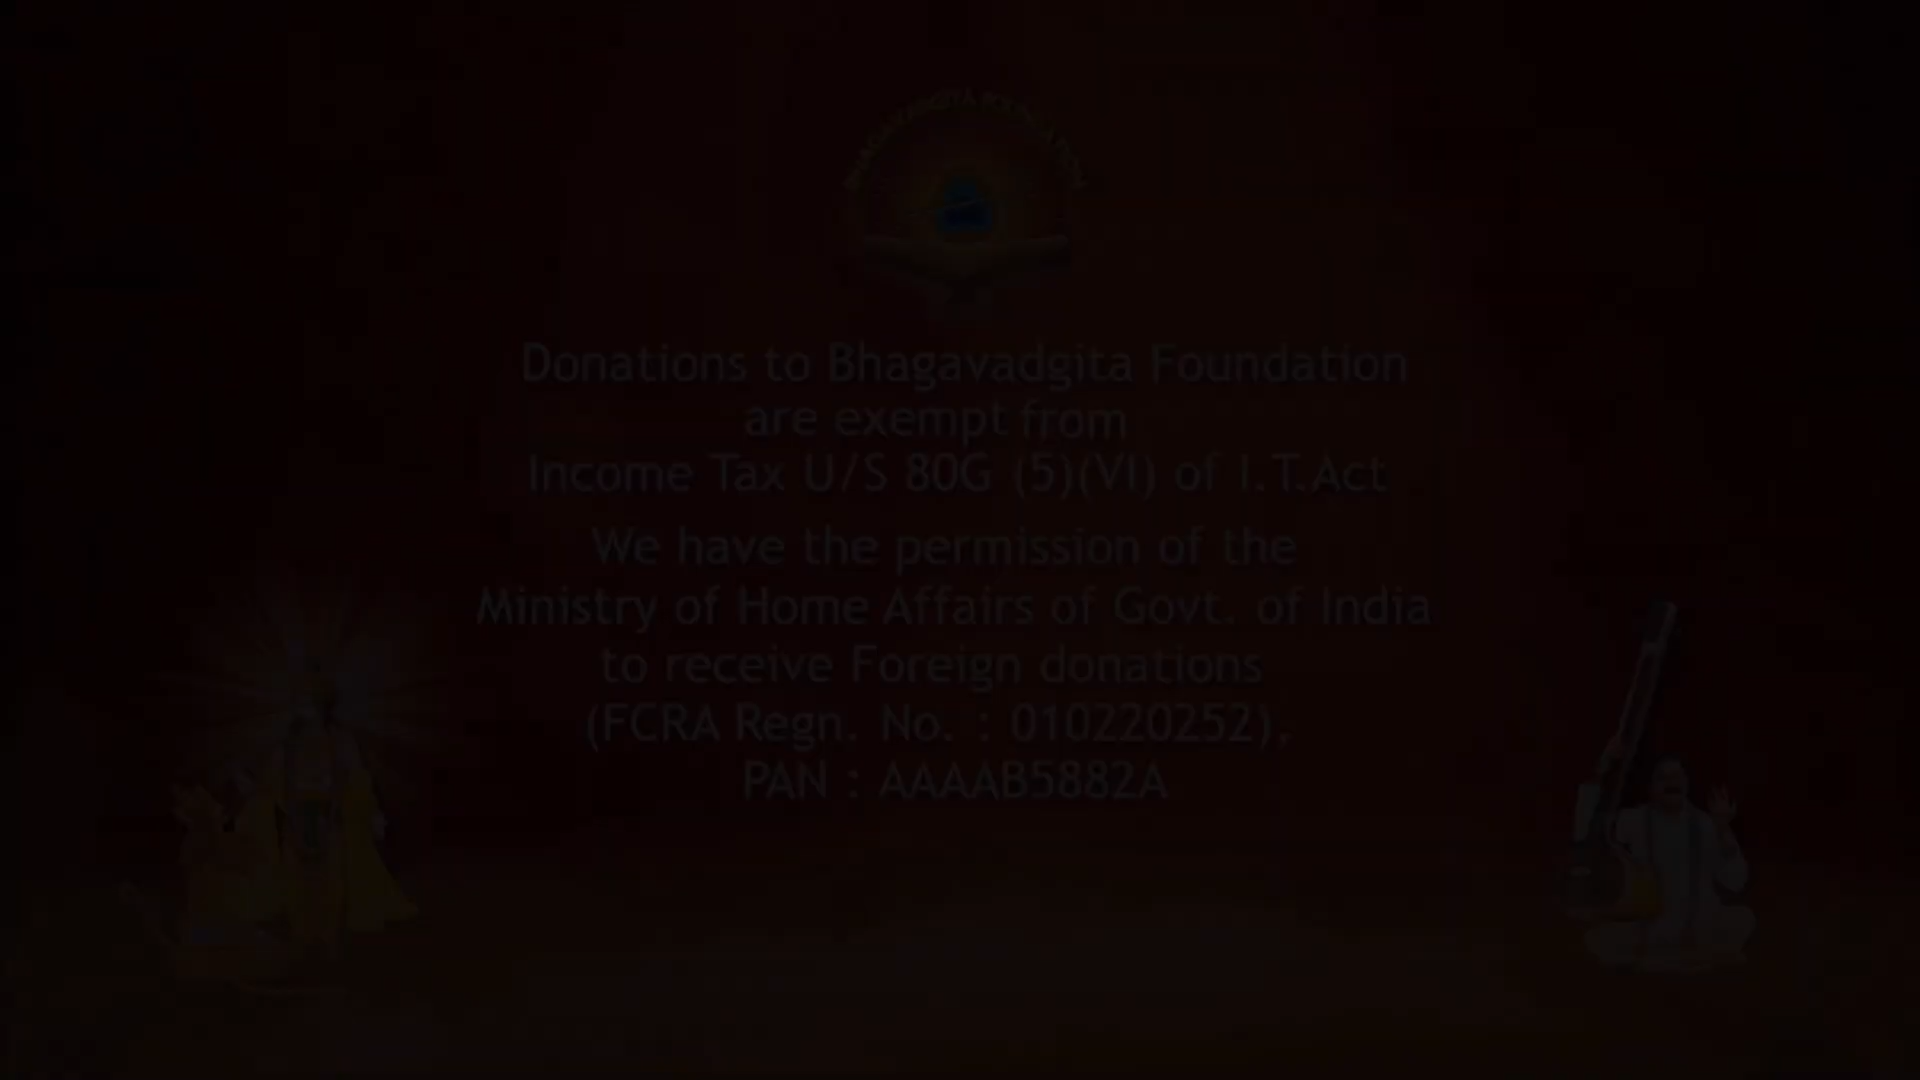 Donations to Bhagavadgita Foundation
are exempt from
Income Tax U/S 80G (5)(VI) of I.T.Act
We have the permission of the
Ministry of Home Affairs of Govt. of India
to receive Foreign donations
(FCRA Regn. No. : 010220252).
PAN : AAAAB5882A